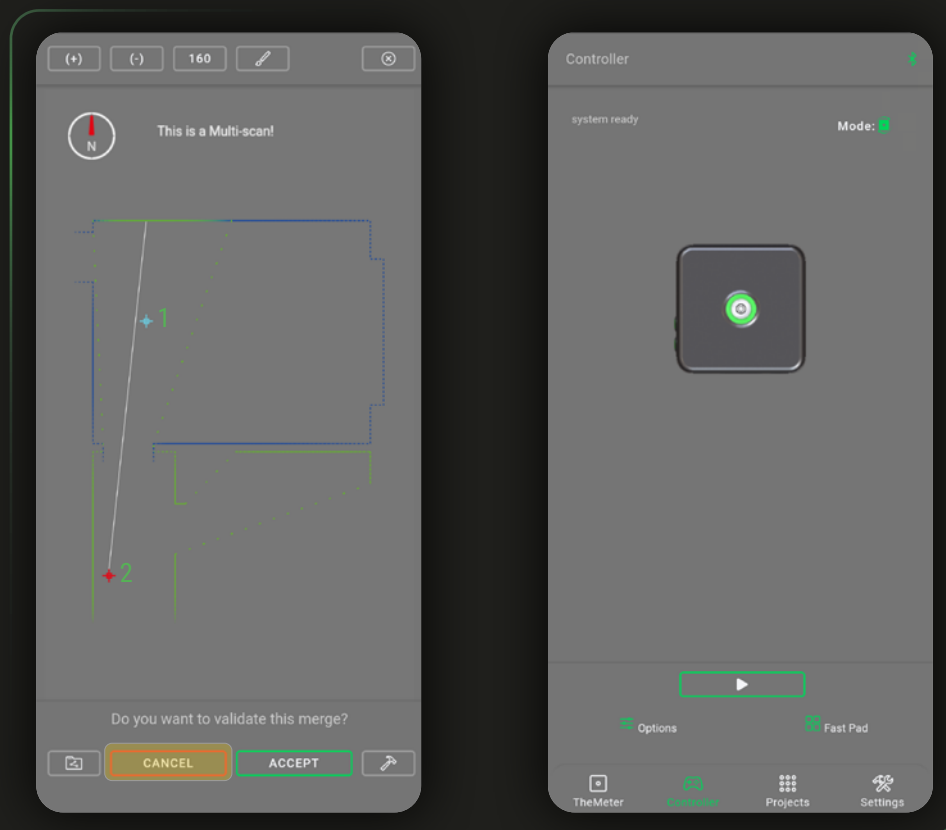 (+) (-) 160
N
This is a Multi-scan!
1
2
Do you want to validate this merge?
CANCEL ACCEPT
Controller
system ready
Mode:
Options Fast Pad
TheMeter Controller Projects Settings